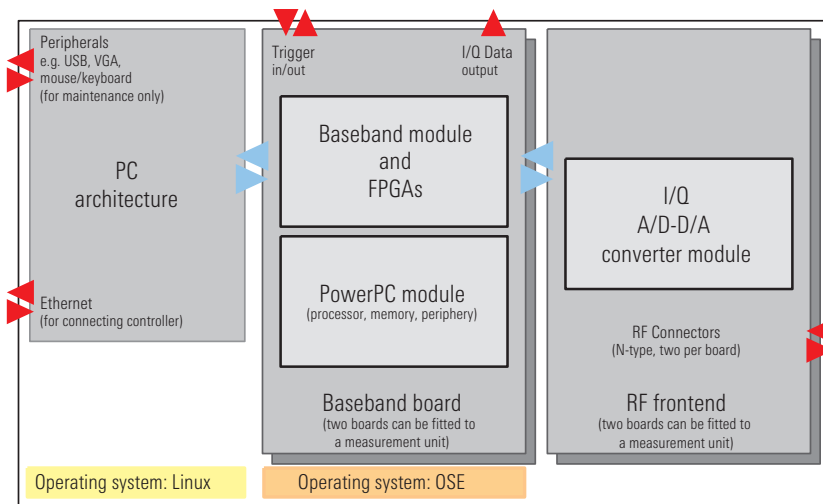 Peripherals
e.g. USB, VGA,
mouse/keyboard
(for maintenance only)
PC
architecture
Ethernet
(for connecting controller)
Operating system: Linux
Trigger
in/out
I/Q Data
output
Baseband module
and
FPGAs
PowerPC module
(processor, memory, periphery)
Baseband board
(two boards can be fitted to
a measurement unit)
Operating system: OSE
I/Q
A/D-D/A
converter module
RF Connectors
(N-type, two per board)
RF frontend
(two boards can be fitted to
a measurement unit)